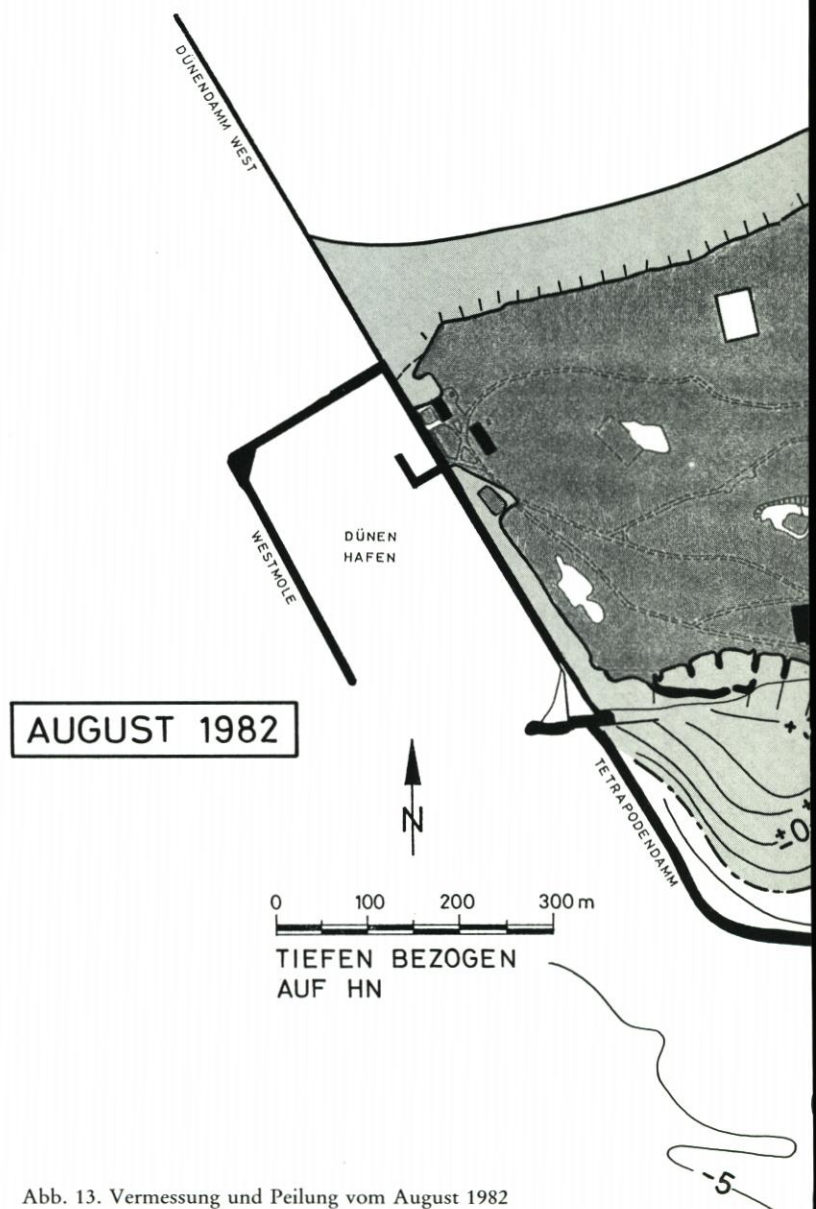 DÜNENDAMM WEST
WESTMOLE
DÜNEN
HAFEN
AUGUST 1982
N
TETRAPODENDAMM
±0
0 100 200 300 m
TIEFEN BEZOGEN
AUF HN
-5
Abb. 13. Vermessung und Peilung vom August 1982